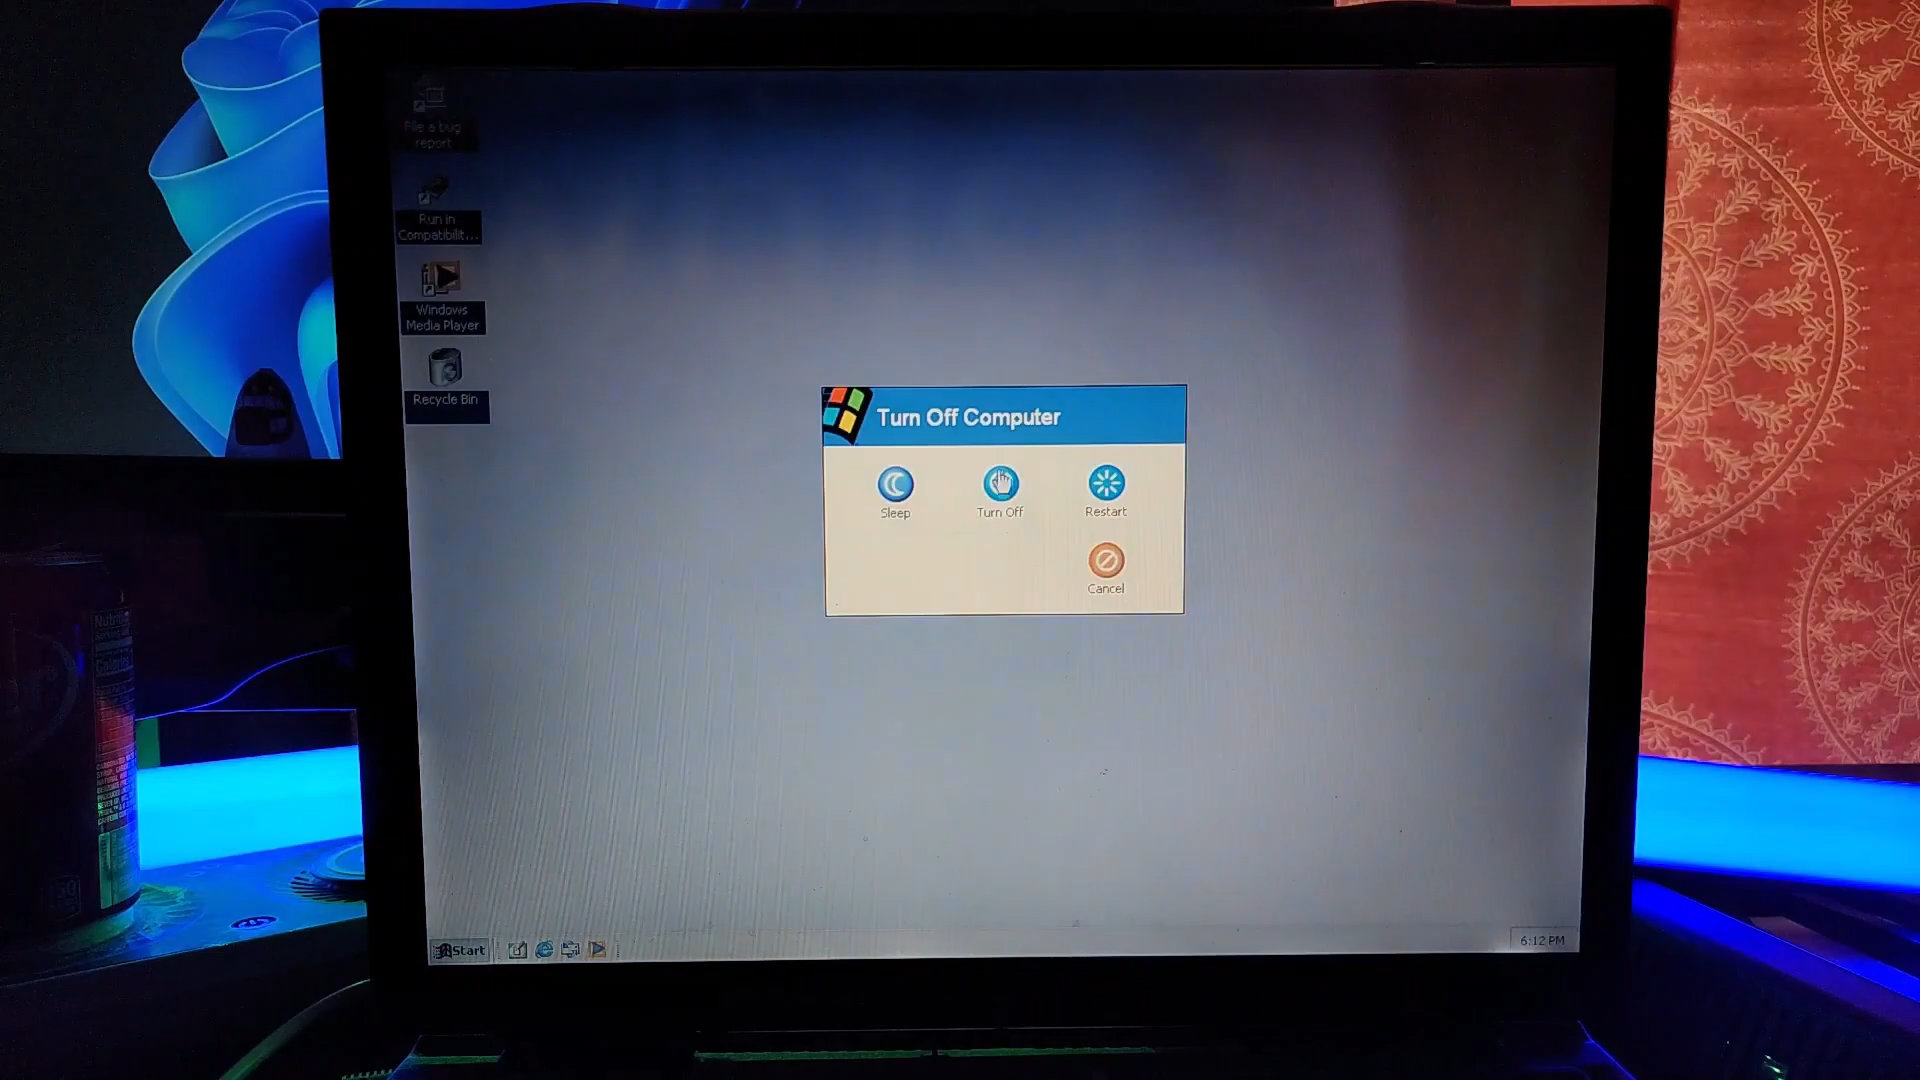 File a bug
report
Run in
Compatibilit...
Windows
Media Player
Recycle Bin
Turn Off Computer
Sleep
Turn Off
Restart
Cancel
Start
6:12 PM